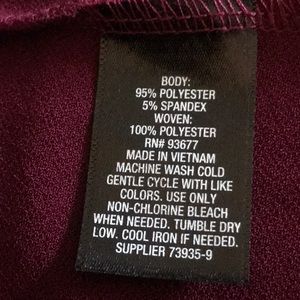 BODY:
95% POLYESTER
5% SPANDEX
WOVEN:
100% POLYESTER
RN# 93677
MADE IN VIETNAM
MACHINE WASH COLD
GENTLE CYCLE WITH LIKE
COLORS. USE ONLY
NON-CHLORINE BLEACH
WHEN NEEDED. TUMBLE DRY
LOW. COOL IRON IF NEEDED.
SUPPLIER 73935-9